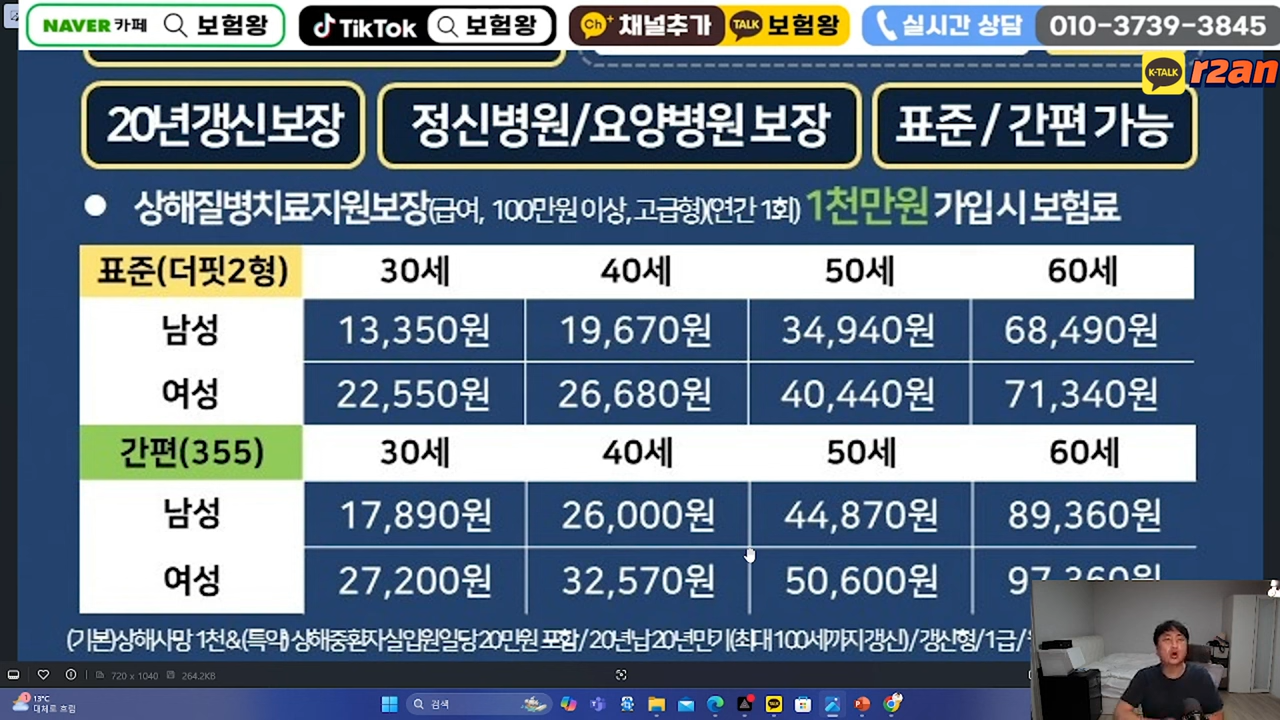 NAVER 카페 보험왕 TikTok 보험왕 Ch+ 채널추가 TALK 보험왕 실시간 상담 010-3739-3845
K-TALK r2an
20년갱신보장 정신병원/요양병원 보장 표준 / 간편 가능
● 상해질병치료지원보장(급여, 100만원 이상, 고급형)(연간 1회) 1천만원 가입 시 보험료
표준(더핏2형) 30세 40세 50세 60세
남성 13,350원 19,670원 34,940원 68,490원
여성 22,550원 26,680원 40,440원 71,340원
간편(355) 30세 40세 50세 60세
남성 17,890원 26,000원 44,870원 89,360원
여성 27,200원 32,570원 50,600원 97,360원
(기본)상해사망 1천&(특약) 상해중환자실입원일당 20만원 포함 / 20년납 20년만기(최대 100세까지 갱신) / 갱신형 / 1급 /
720 x 1040 264.2KB
1 13°C
대체로 흐림
검색